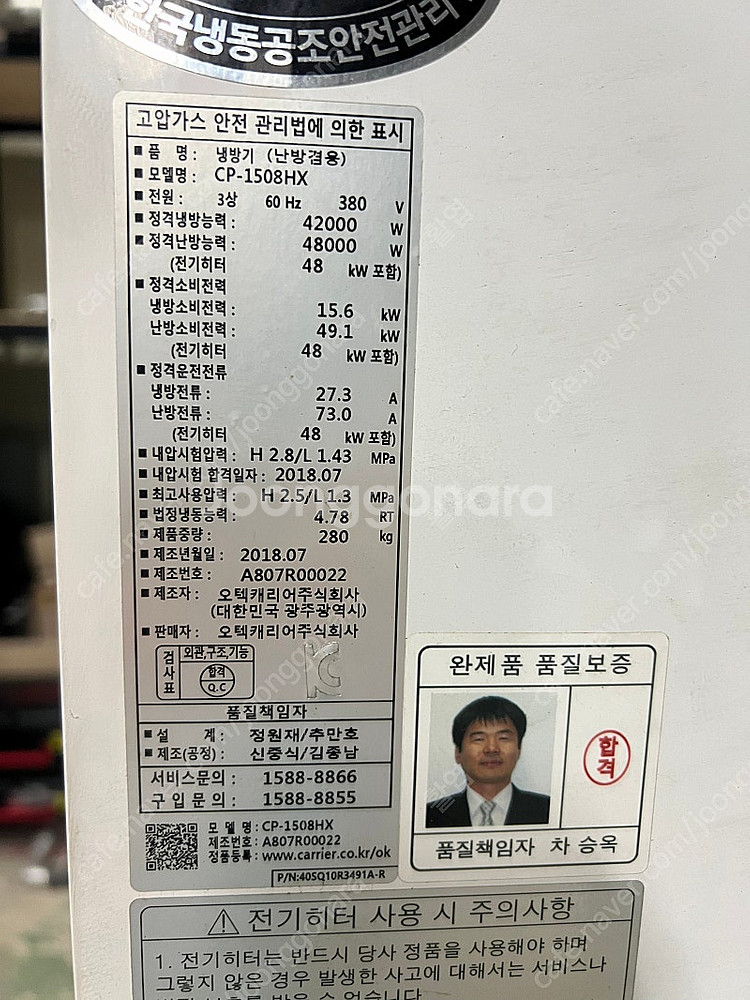 한국냉동공조안전관리
고압가스 안전 관리법에 의한 표시
■ 품 명 : 냉방기 (난방겸용)
■ 모델명 : CP-1508HX
■ 전원 : 3상 60 Hz 380 V
■ 정격냉방능력 : 42000 W
■ 정격난방능력 : 48000 W
(전기히터 48 kW 포함)
■ 정격소비전력
냉방소비전력 : 15.6 kW
난방소비전력 : 49.1 kW
(전기히터 48 kW 포함)
■ 정격운전전류
냉방전류 : 27.3 A
난방전류 : 73.0 A
(전기히터 48 kW 포함)
■ 내압시험압력 : H 2.8/L 1.43 MPa
■ 내압시험 합격일자 : 2018.07
■ 최고사용압력 : H 2.5/L 1.3 MPa
■ 법정냉동능력 : 4.78 RT
■ 제품중량 : 280 kg
■ 제조년월일 : 2018.07
■ 제조번호 : A807R00022
■ 제조자 : 오텍캐리어주식회사
(대한민국 광주광역시)
■ 판매자 : 오텍캐리어주식회사
검사표 외관,구조,기능
합격
Q.C
품질책임자
■ 설 계 : 정원재/추만호
■ 제조(공정) : 신중식/김종남
서비스문의 : 1588-8866
구 입 문 의 : 1588-8855
모 델 명 : CP-1508HX
제조번호 : A807R00022
정품등록 : www.carrier.co.kr/ok
P/N:40SQ10R3491A-R
완제품 품질보증
합격
품질책임자 차 승옥
⚠ 전기히터 사용 시 주의사항
1. 전기히터는 반드시 당사 정품을 사용해야 하며
그렇지 않은 경우 발생한 사고에 대해서는 서비스나
joonggonara